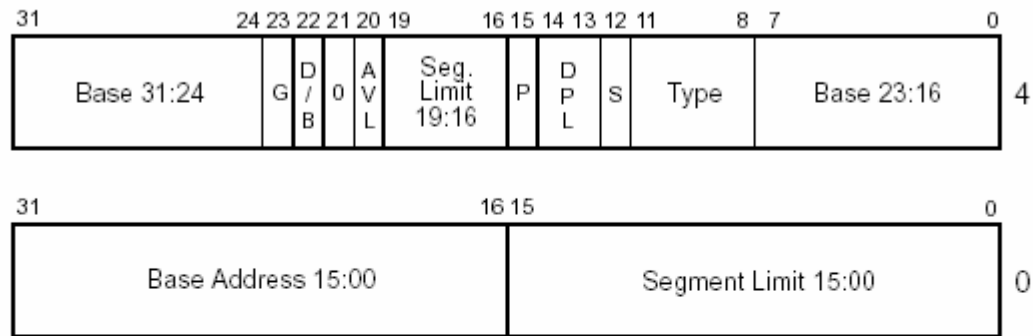 31 24 23 22 21 20 19 16 15 14 13 12 11 8 7 0
Base 31:24 G D/B 0 AVL Seg. Limit 19:16 P DPL S Type Base 23:16 4
31 16 15 0
Base Address 15:00 Segment Limit 15:00 0